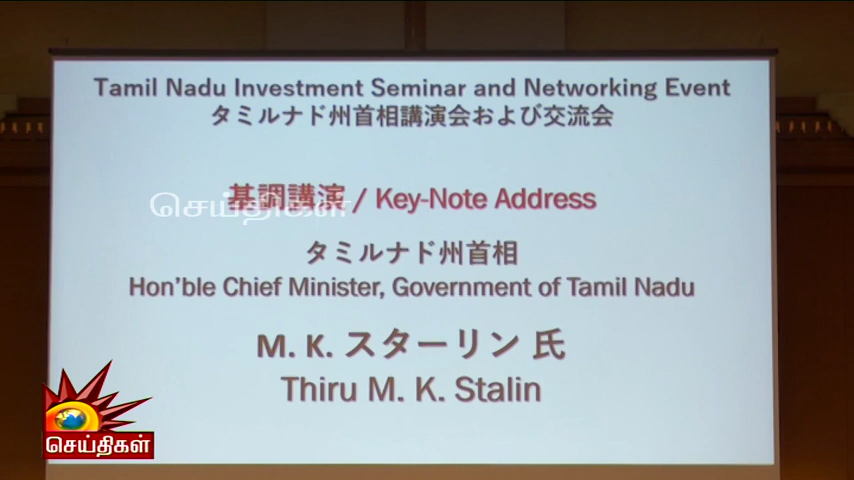 Tamil Nadu Investment Seminar and Networking Event
タミルナド州首相講演会および交流会
基調講演 / Key-Note Address
செய்திகள்
タミルナド州首相
Hon'ble Chief Minister, Government of Tamil Nadu
M. K. スターリン 氏
Thiru M. K. Stalin
செய்திகள்